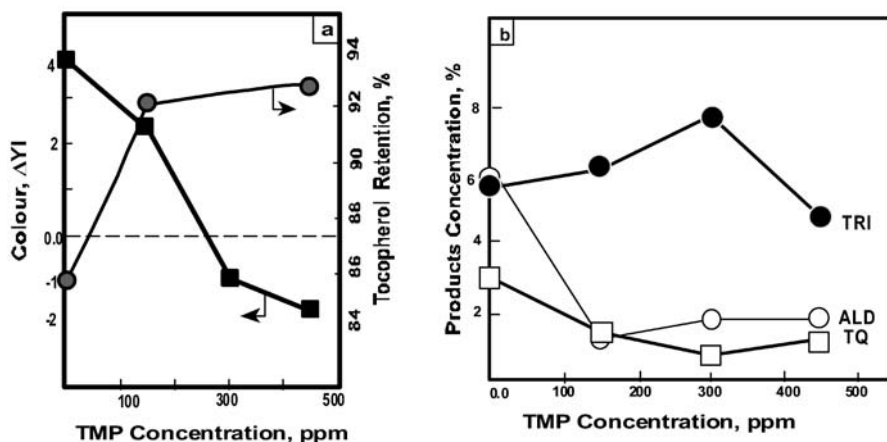 a
4
2
0.0
-1
-2
Colour, ΔYI
94
92
90
88
86
84
Tocopherol Retention, %
100
300
500
TMP Concentration, ppm
b
8
6
4
2
Products Concentration, %
TRI
ALD
TQ
0.0
100
200
300
400
500
TMP Concentration, ppm